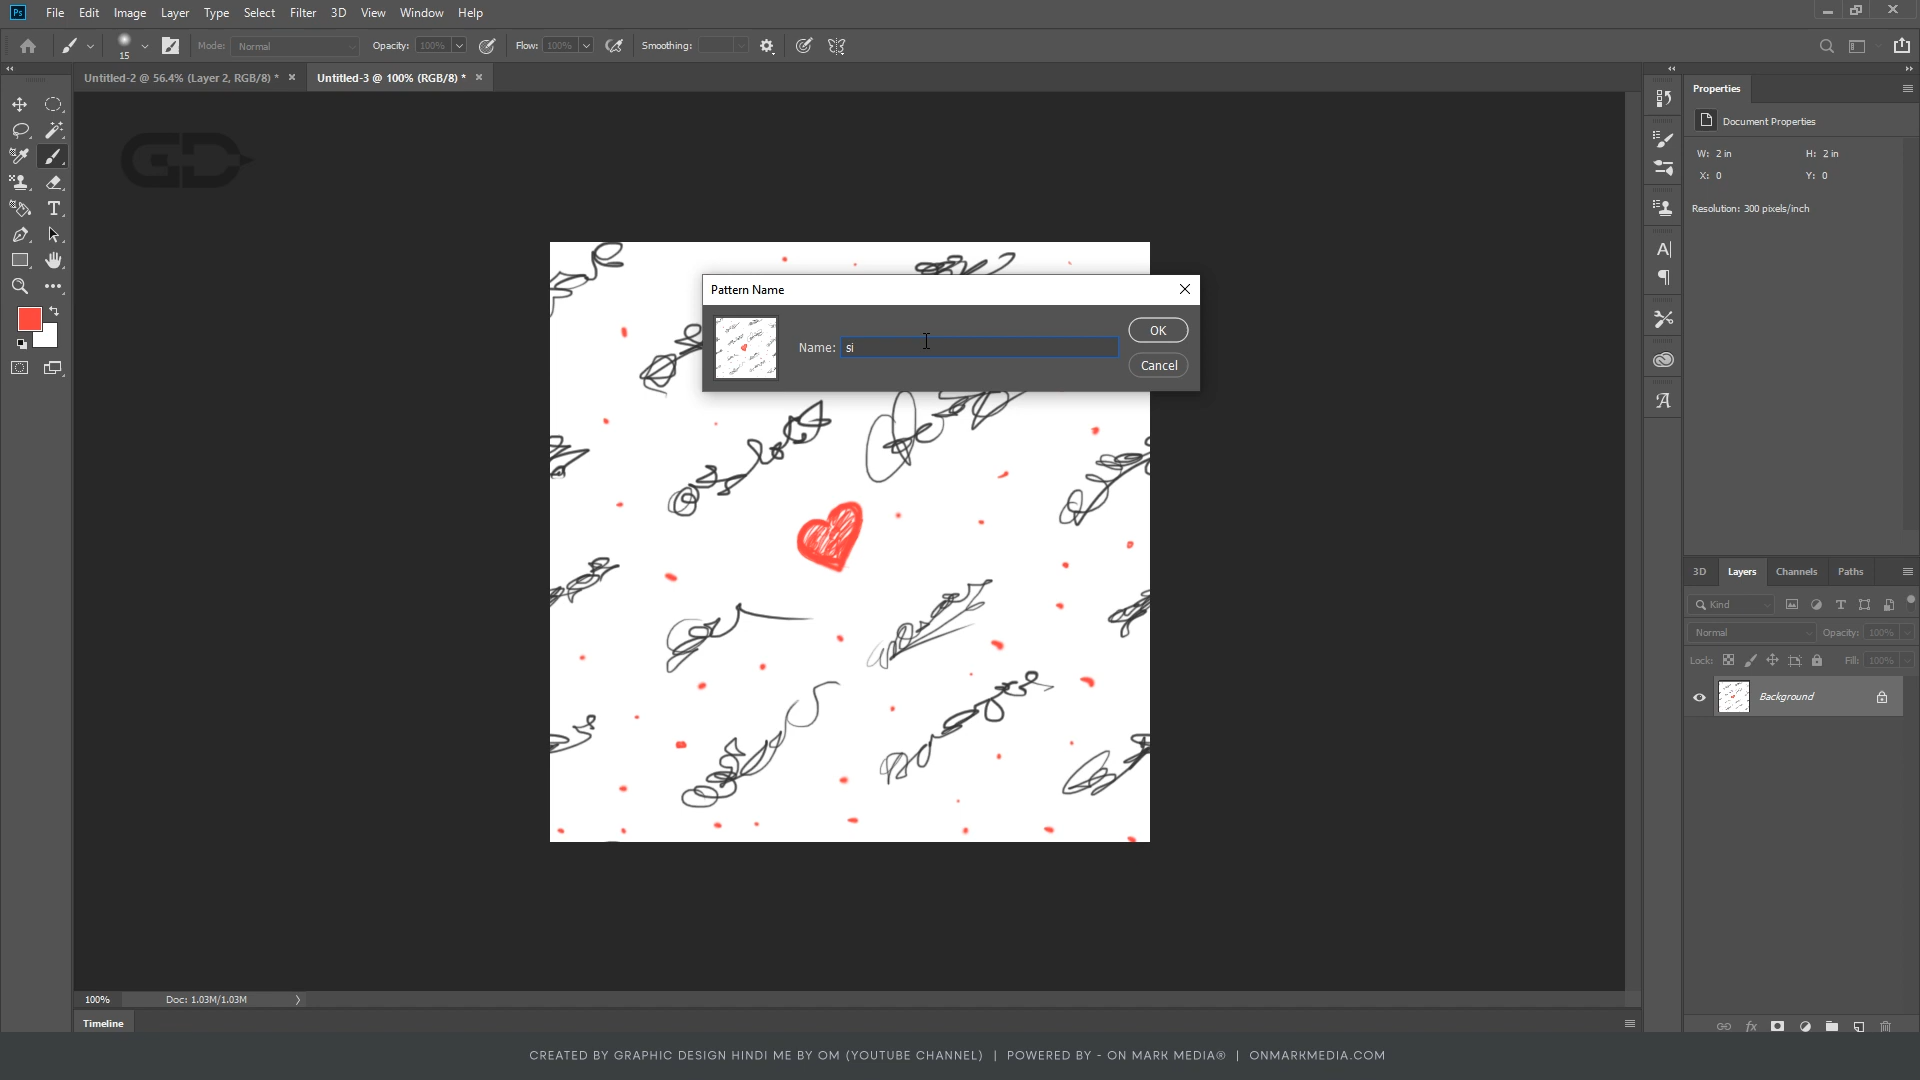 Ps File Edit Image Layer Type Select Filter 3D View Window Help
15 Mode: Normal Opacity: 100% Flow: 100% Smoothing:
Untitled-2 @ 56.4% (Layer 2, RGB/8) * × Untitled-3 @ 100% (RGB/8) * ×
GD
Properties
Document Properties
W: 2 in H: 2 in
X: 0 Y: 0
Resolution: 300 pixels/inch
Pattern Name
Name: si
OK
Cancel
3D Layers Channels Paths
Kind
Normal Opacity: 100%
Lock: Fill: 100%
Background
100% Doc: 1.03M/1.03M
Timeline
CREATED BY GRAPHIC DESIGN HINDI ME BY OM (YOUTUBE CHANNEL) | POWERED BY - ON MARK MEDIA® | ONMARKMEDIA.COM